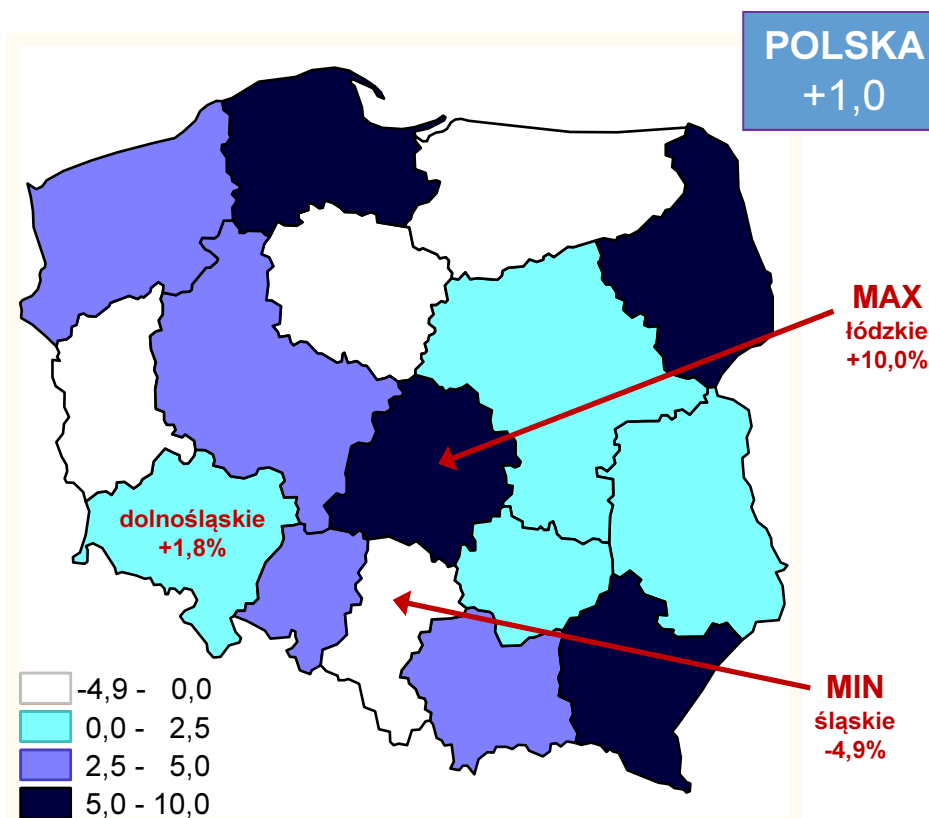 POLSKA
+1,0
MAX
łódzkie
+10,0%
dolnośląskie
+1,8%
MIN
śląskie
-4,9%
-4,9 - 0,0
0,0 - 2,5
2,5 - 5,0
5,0 - 10,0